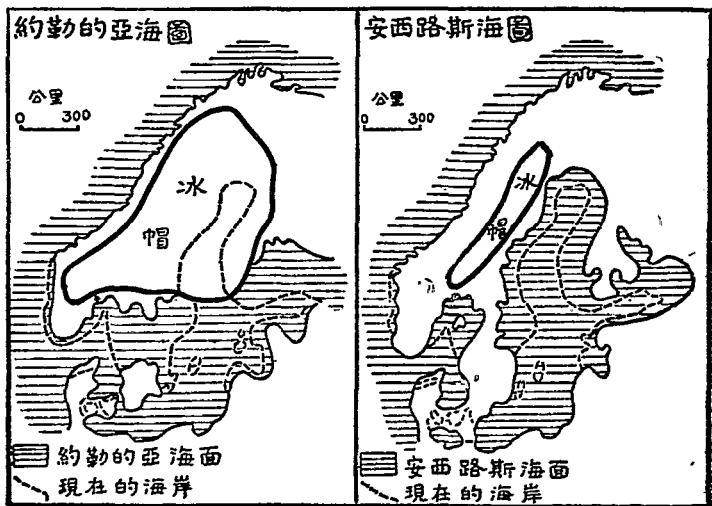 約勒的亞海圖
公里
0 300
冰
帽
約勒的亞海面
現在的海岸
安西路斯海圖
公里
0 300
冰
帽
安西路斯海面
現在的海岸